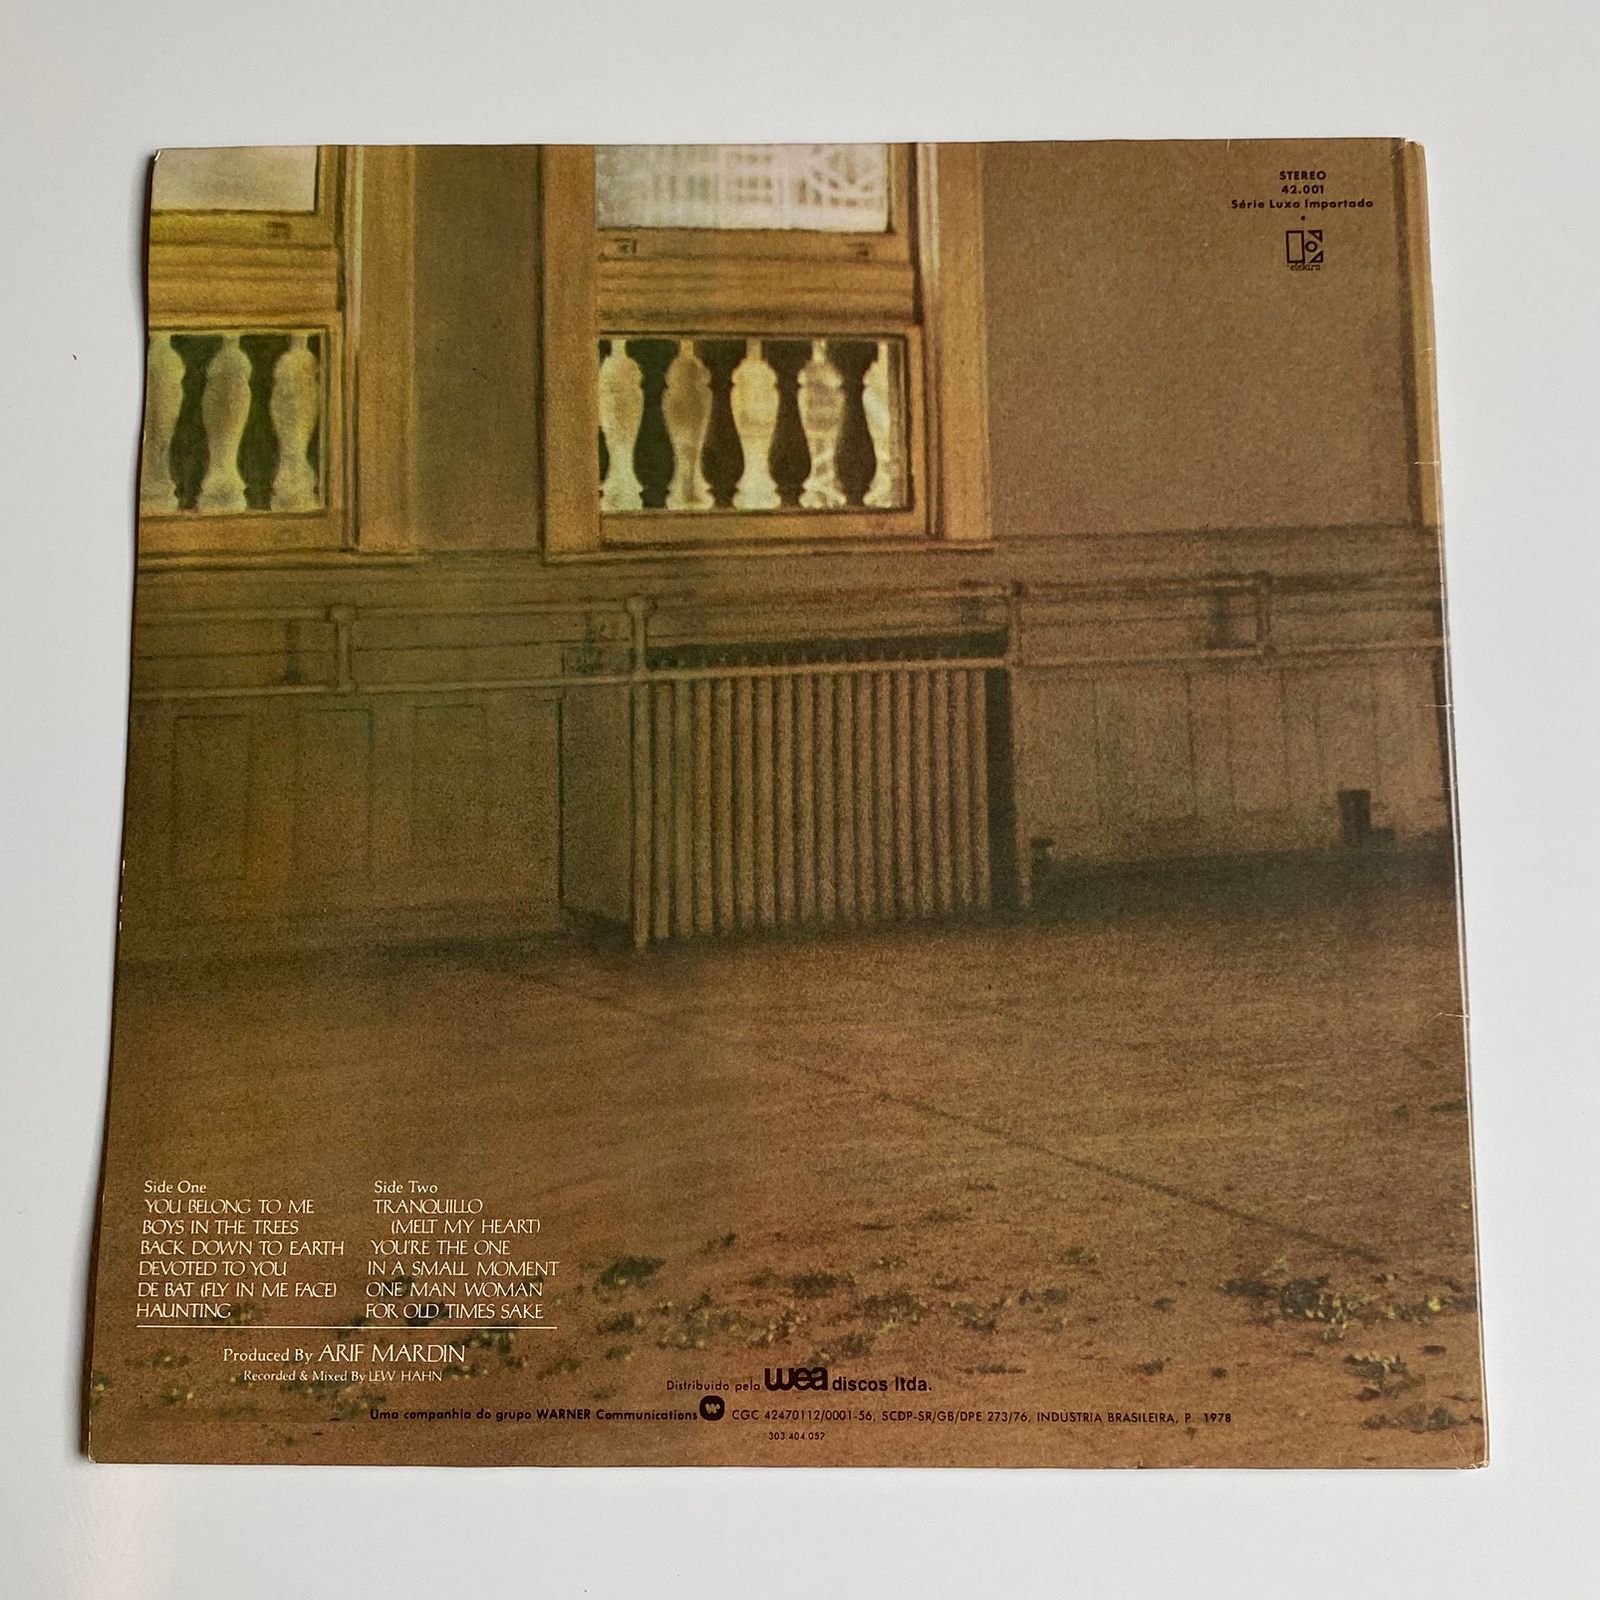 STEREO
42.001
Série Luxo Importado
elektra
Side One
YOU BELONG TO ME
BOYS IN THE TREES
BACK DOWN TO EARTH
DEVOTED TO YOU
DE BAT (FLY IN ME FACE)
HAUNTING
Side Two
TRANQUILLO
(MELT MY HEART)
YOU'RE THE ONE
IN A SMALL MOMENT
ONE MAN WOMAN
FOR OLD TIMES SAKE
Produced By ARIF MARDIN
Recorded & Mixed By LEW HAHN
Distribuido pela wea discos ltda.
Uma companhia do grupo WARNER Communications W CGC 42470112/0001-56, SCDP-SR/GB/DPE 273/76, INDÚSTRIA BRASILEIRA, P. 1978
303.404.057